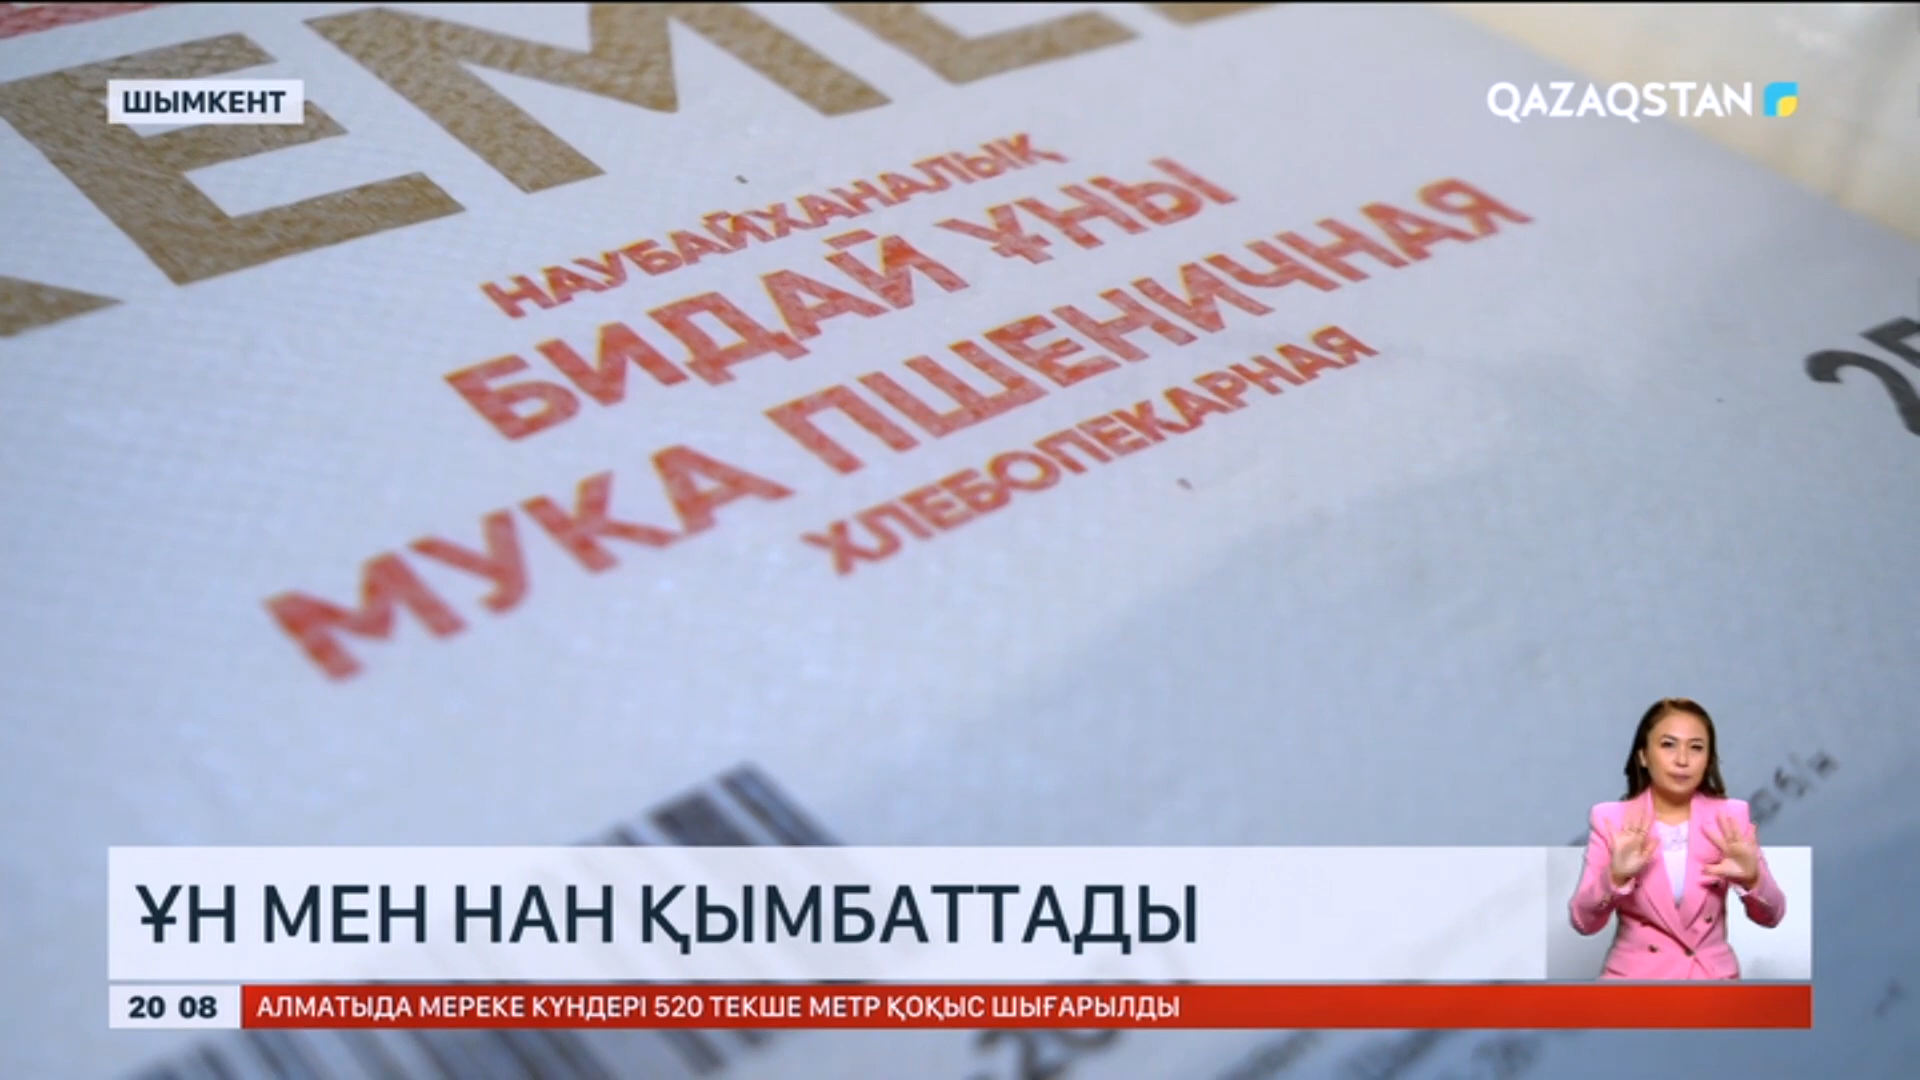 ШЫМКЕНТ
QAZAQSTAN
НАУБАЙХАНАЛЫҚ
БИДАЙ ҰНЫ
МУКА ПШЕНИЧНАЯ
ХЛЕБОПЕКАРНАЯ
ҰН МЕН НАН ҚЫМБАТТАДЫ
20 08
АЛМАТЫДА МЕРЕКЕ КҮНДЕРІ 520 ТЕКШЕ МЕТР ҚОҚЫС ШЫҒАРЫЛДЫ